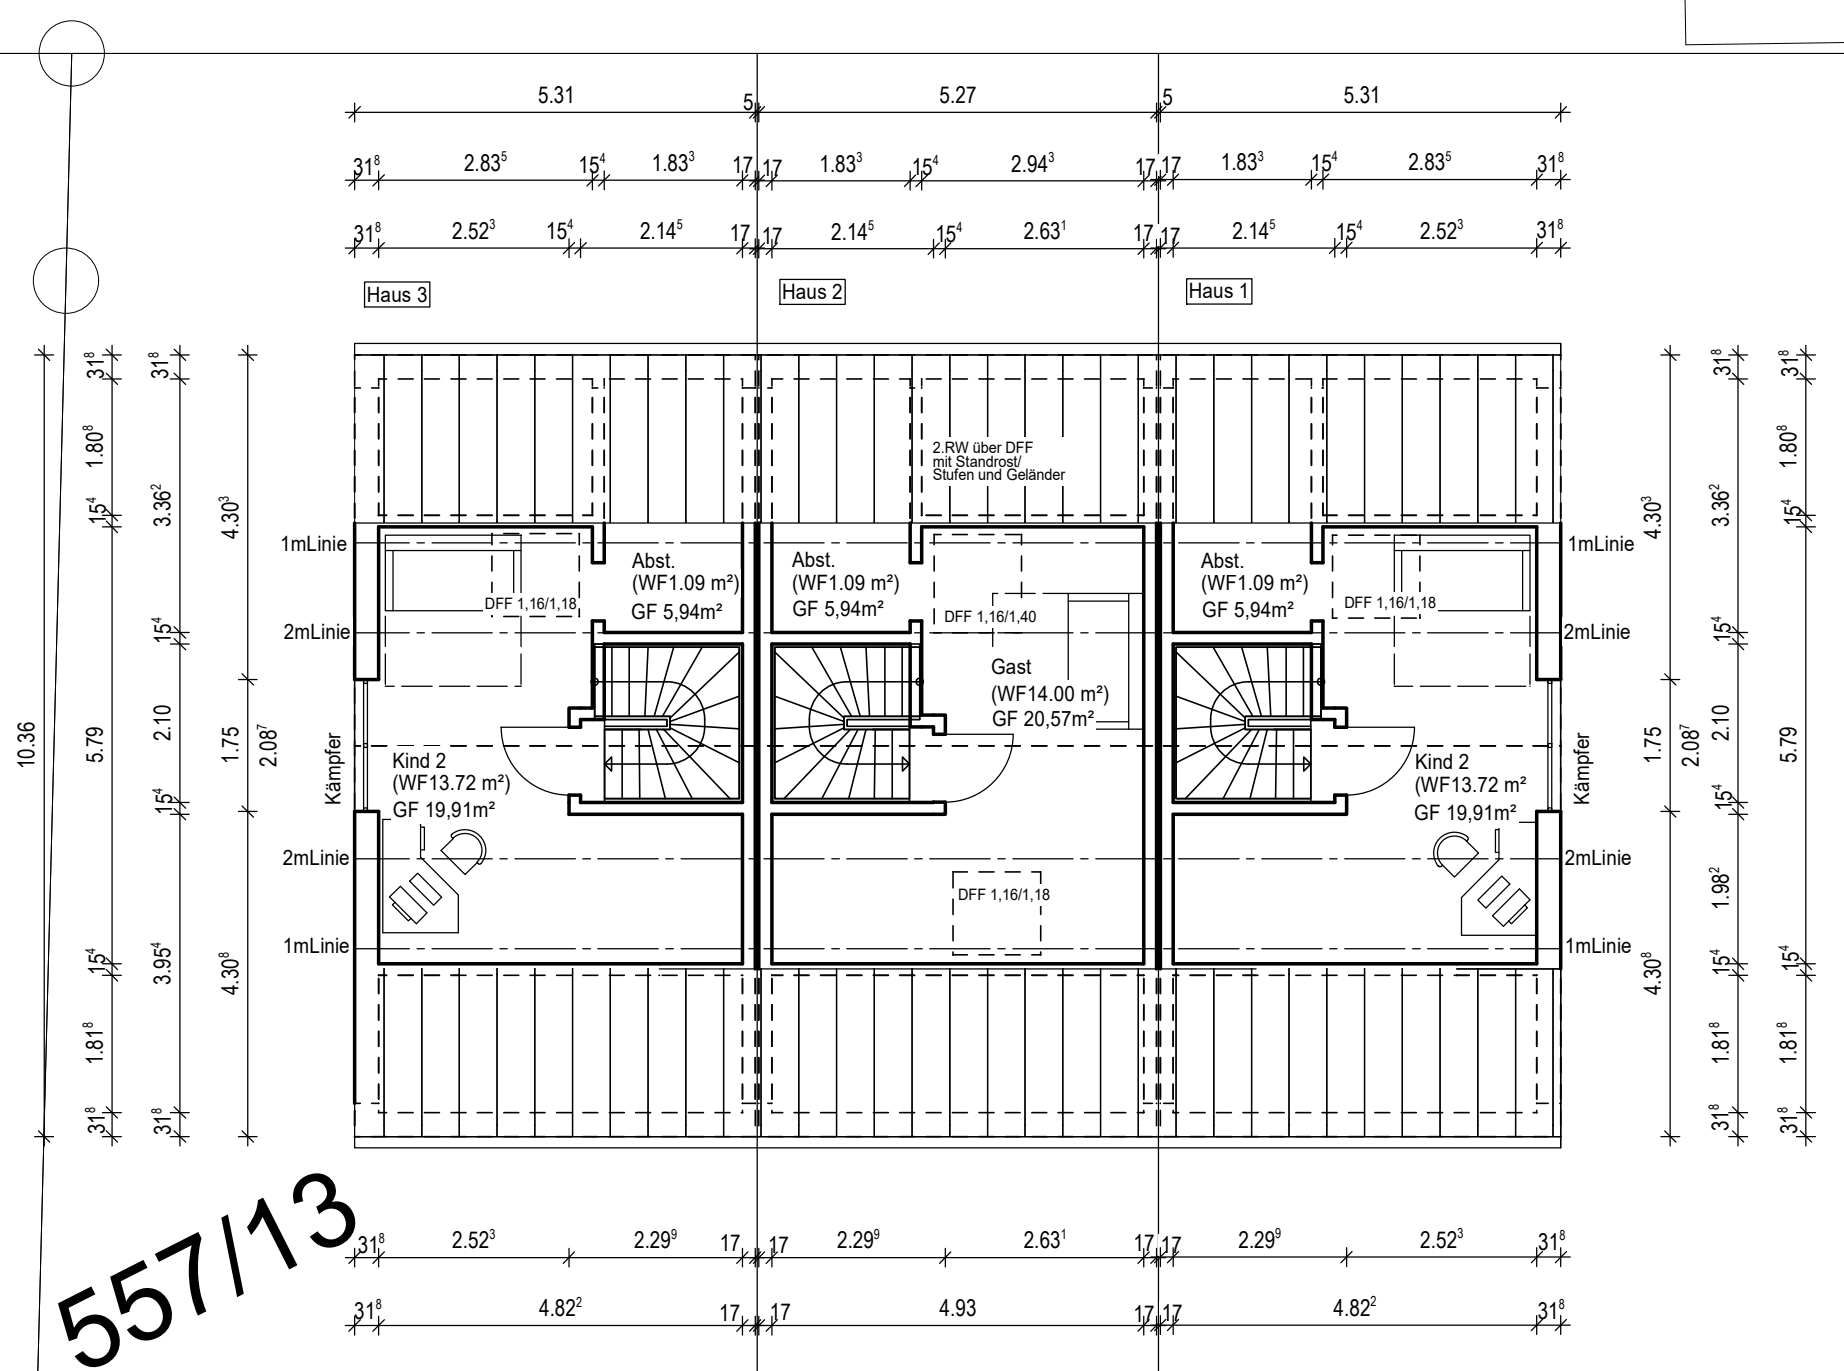 5.31 5 5.27 5 5.31
31⁸ 2.83⁵ 15⁴ 1.83³ 17 17 1.83³ 15⁴ 2.94³ 17 17 1.83³ 15⁴ 2.83⁵ 31⁸
31⁸ 2.52³ 15⁴ 2.14⁵ 17 17 2.14⁵ 15⁴ 2.63¹ 17 17 2.14⁵ 15⁴ 2.52³ 31⁸
Haus 3
Haus 2
Haus 1
10.36
31⁸ 1.80⁸ 15⁴ 5.79 15⁴ 1.81⁸ 31⁸
31⁸ 3.36² 15⁴ 2.10 15⁴ 3.95⁴ 31⁸
4.30³ 1.75 4.30⁸
2.08⁷
Kämpfer
1mLinie
2mLinie
2mLinie
1mLinie
DFF 1,16/1,18
Abst.
(WF1.09 m²)
GF 5,94m²
Kind 2
(WF13.72 m²)
GF 19,91m²
2.RW über DFF
mit Standrost/
Stufen und Geländer
Abst.
(WF1.09 m²)
GF 5,94m²
DFF 1,16/1,40
Gast
(WF14.00 m²)
GF 20,57m²
DFF 1,16/1,18
Abst.
(WF1.09 m²)
GF 5,94m²
DFF 1,16/1,18
Kind 2
(WF13.72 m²
GF 19,91m²
1mLinie
2mLinie
2mLinie
1mLinie
Kämpfer
4.30³ 1.75 4.30⁸
2.08⁷
31⁸ 3.36² 15⁴ 2.10 15⁴ 1.98² 15⁴ 1.81⁸ 31⁸
31⁸ 1.80⁸ 15⁴ 5.79 15⁴ 1.81⁸ 31⁸
557/13
31⁸ 2.52³ 2.29⁹ 17 17 2.29⁹ 2.63¹ 17 17 2.29⁹ 2.52³ 31⁸
31⁸ 4.82² 17 17 4.93 17 17 4.82² 31⁸